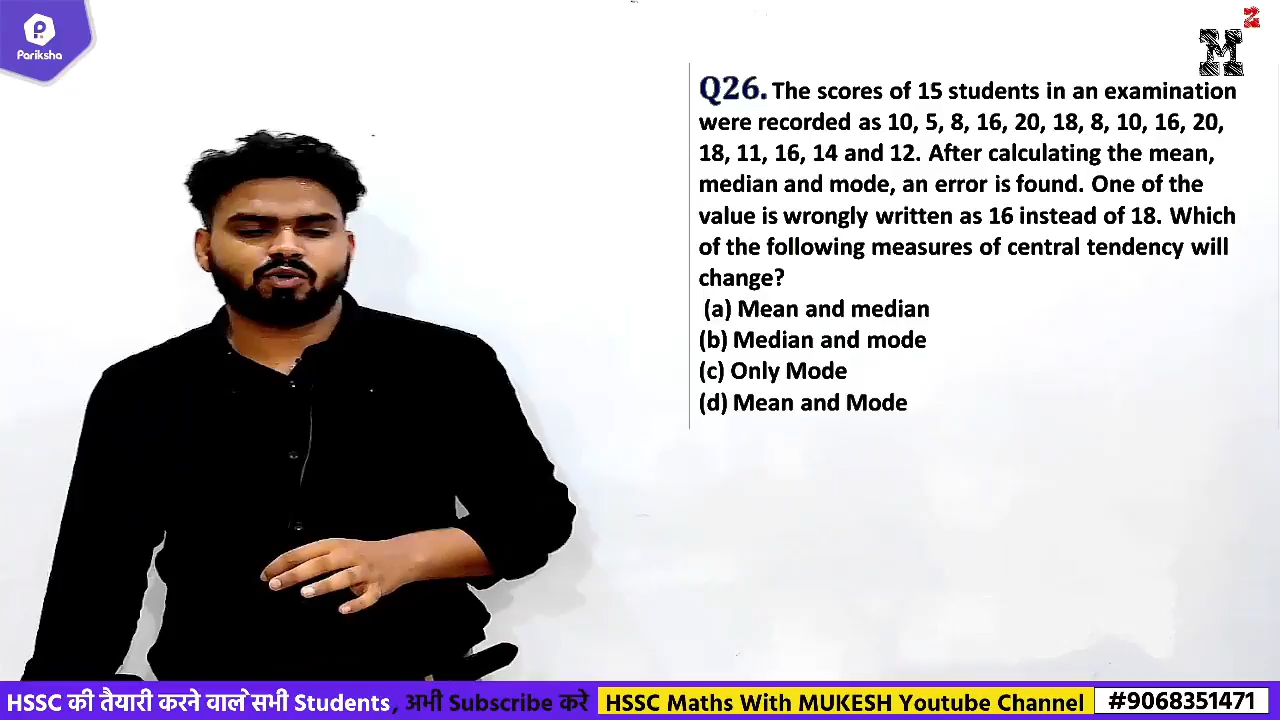 Pariksha
M²
Q26. The scores of 15 students in an examination
were recorded as 10, 5, 8, 16, 20, 18, 8, 10, 16, 20,
18, 11, 16, 14 and 12. After calculating the mean,
median and mode, an error is found. One of the
value is wrongly written as 16 instead of 18. Which
of the following measures of central tendency will
change?
(a) Mean and median
(b) Median and mode
(c) Only Mode
(d) Mean and Mode
HSSC की तैयारी करने वाले सभी Students, अभी Subscribe करे HSSC Maths With MUKESH Youtube Channel #9068351471